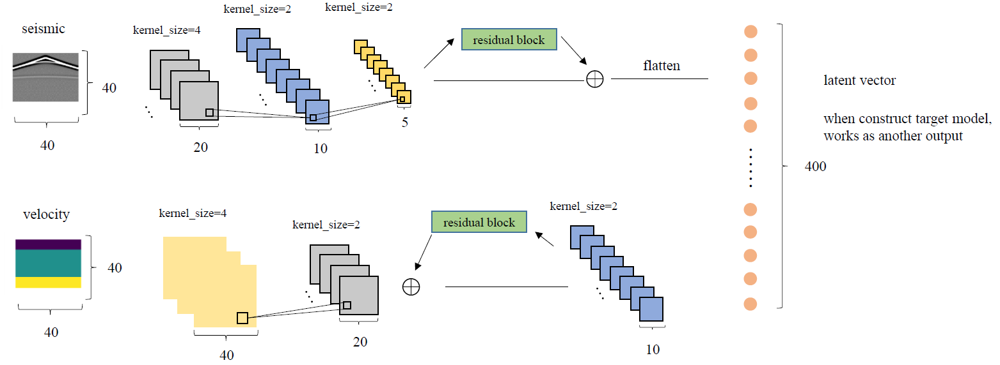 seismic
kernel_size=4
kernel_size=2
kernel_size=2
residual block
flatten
40
40
20
10
5
latent vector
when construct target model,
works as another output
400
velocity
kernel_size=4
kernel_size=2
residual block
kernel_size=2
40
40
40
20
10